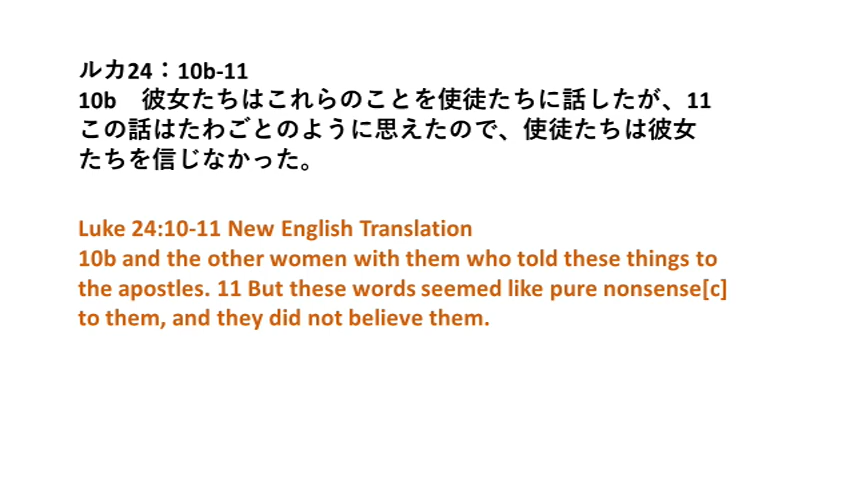 ルカ24：10b-11
10b　彼女たちはこれらのことを使徒たちに話したが、11
この話はたわごとのように思えたので、使徒たちは彼女
たちを信じなかった。
Luke 24:10-11 New English Translation
10b and the other women with them who told these things to
the apostles. 11 But these words seemed like pure nonsense[c]
to them, and they did not believe them.